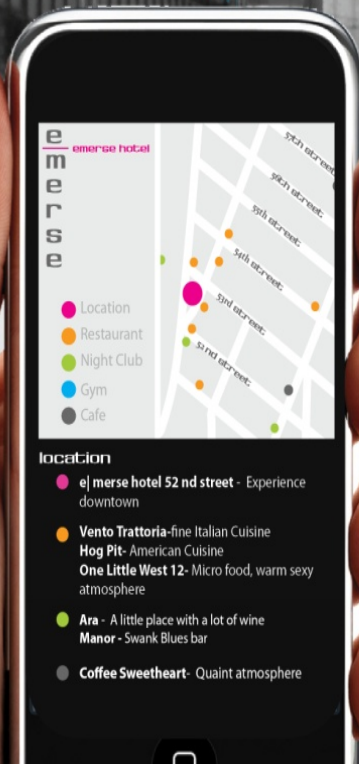 e
m
e
r
s
e
emerse hotel
Location
Restaurant
Night Club
Gym
Cafe
57th street
56th street
55th street
54th street
53rd street
52 nd street
location
e| merse hotel 52 nd street - Experience
downtown
Vento Trattoria-fine Italian Cuisine
Hog Pit- American Cuisine
One Little West 12- Micro food, warm sexy
atmosphere
Ara - A little place with a lot of wine
Manor - Swank Blues bar
Coffee Sweetheart- Quaint atmosphere